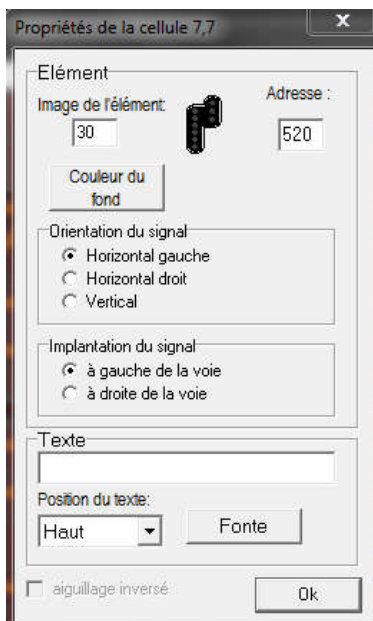 Propriétés de la cellule 7,7
x
Elément
Image de l'élément:
Adresse :
30
520
Couleur du
fond
Orientation du signal
Horizontal gauche
Horizontal droit
Vertical
Implantation du signal
à gauche de la voie
à droite de la voie
Texte
Position du texte:
Haut
Fonte
aiguillage inversé
Ok